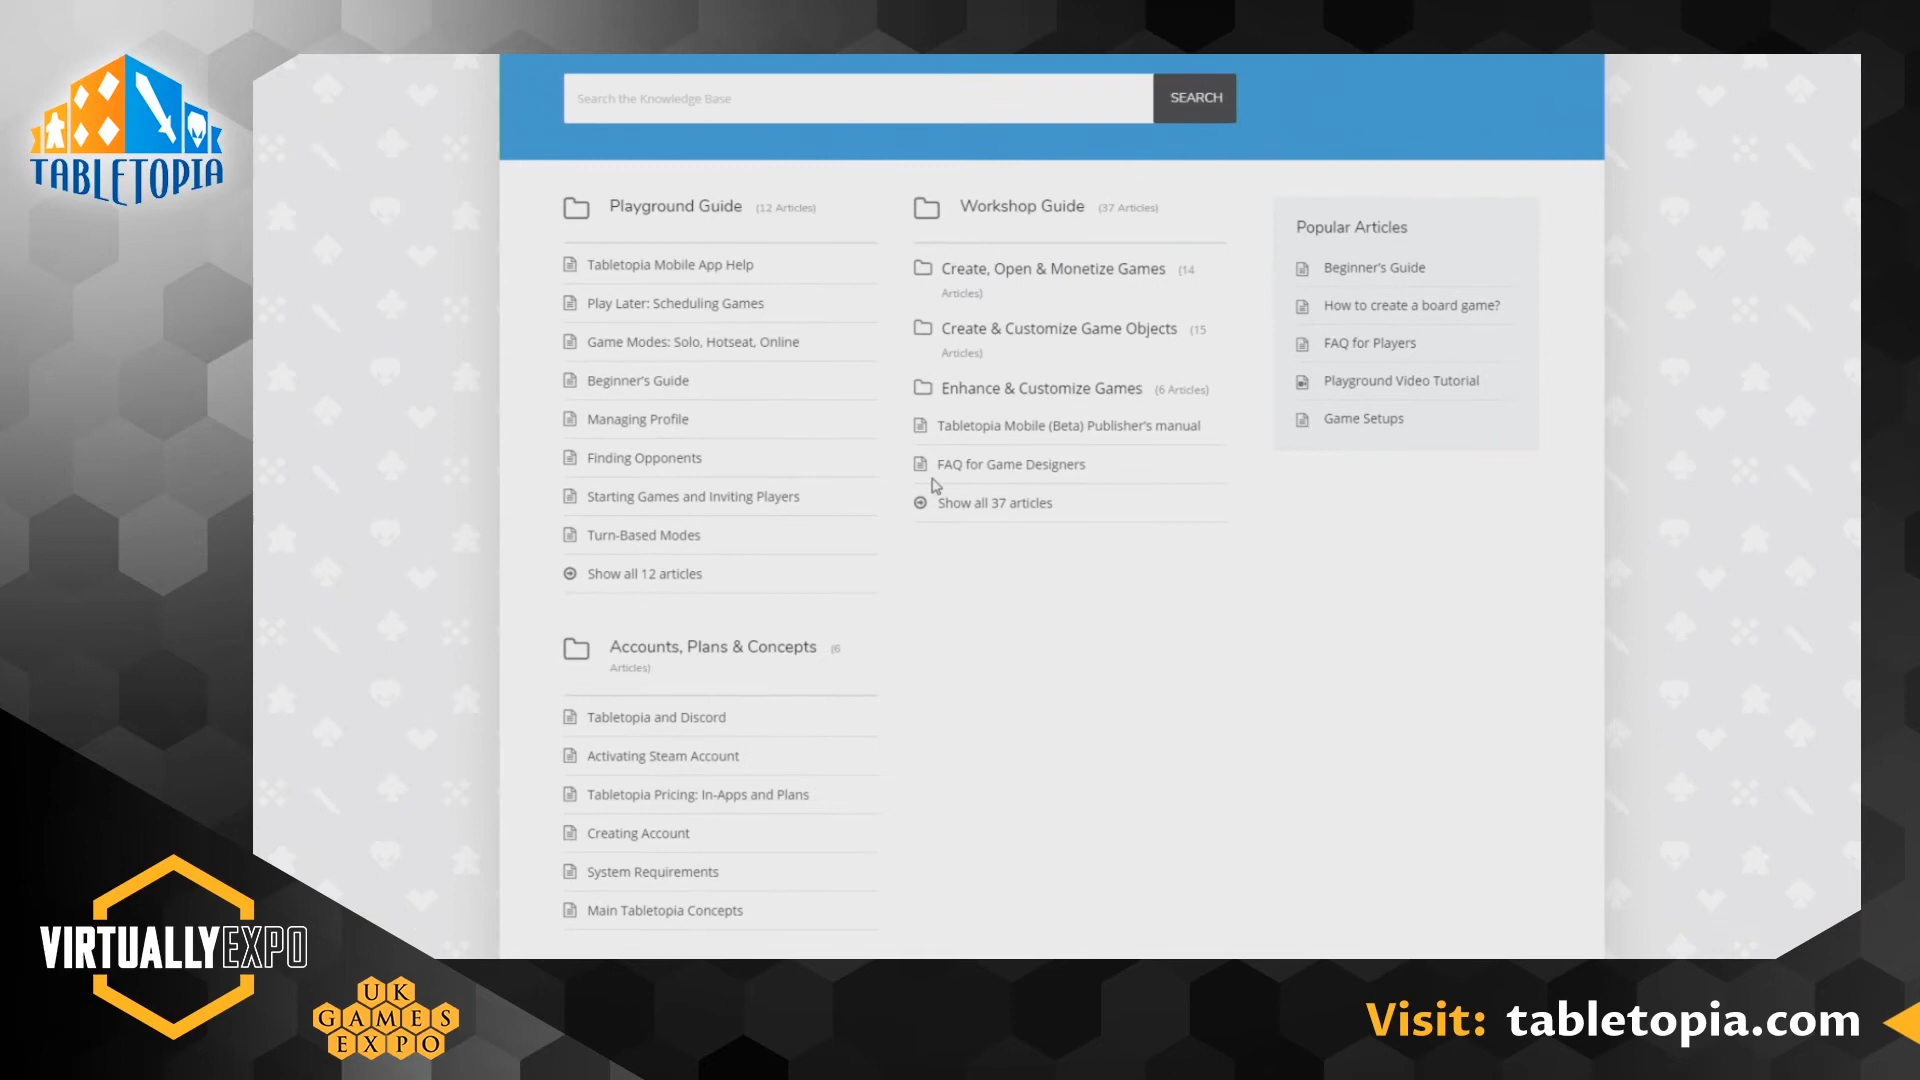 TABLETOPIA
Search the Knowledge Base
SEARCH
Playground Guide (12 Articles)
Tabletopia Mobile App Help
Play Later: Scheduling Games
Game Modes: Solo, Hotseat, Online
Beginner's Guide
Managing Profile
Finding Opponents
Starting Games and Inviting Players
Turn-Based Modes
Show all 12 articles
Accounts, Plans & Concepts (6
Articles)
Tabletopia and Discord
Activating Steam Account
Tabletopia Pricing: In-Apps and Plans
Creating Account
System Requirements
Main Tabletopia Concepts
Workshop Guide (37 Articles)
Create, Open & Monetize Games (14
Articles)
Create & Customize Game Objects (15
Articles)
Enhance & Customize Games (6 Articles)
Tabletopia Mobile (Beta) Publisher's manual
FAQ for Game Designers
Show all 37 articles
Popular Articles
Beginner's Guide
How to create a board game?
FAQ for Players
Playground Video Tutorial
Game Setups
VIRTUALLYEXPO
UK
GAMES
EXPO
Visit: tabletopia.com